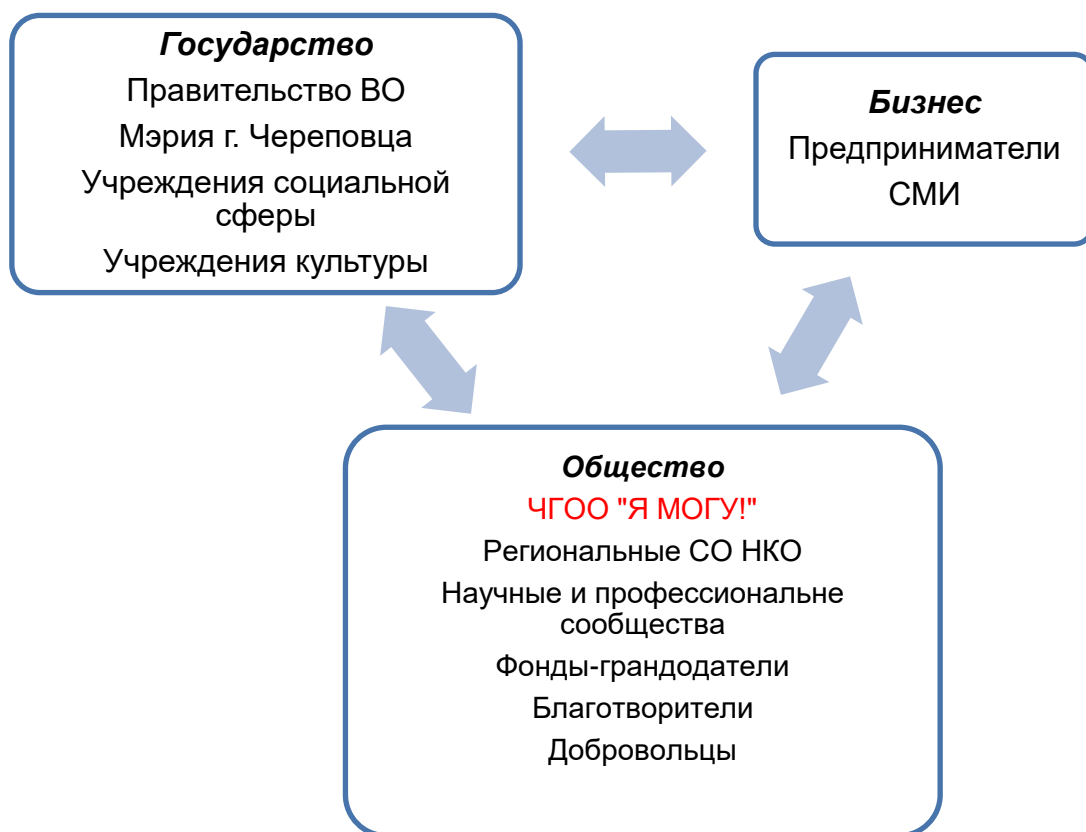 Государство
Правительство ВО
Мэрия г. Череповца
Учреждения социальной
сферы
Учреждения культуры
Бизнес
Предприниматели
СМИ
Общество
ЧГОО "Я МОГУ!"
Региональные СО НКО
Научные и профессиональне
сообщества
Фонды-грандодатели
Благотворители
Добровольцы